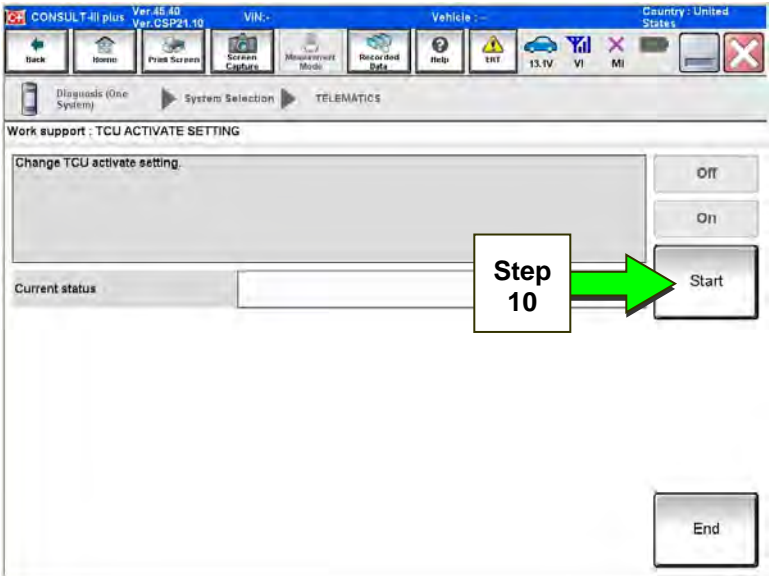 CONSULT-III plus Ver.45.40 VIN:- Vehicle : - Country : United
Ver.CSP21.10 States
Back Home Print Screen Screen Capture Measurement Mode Recorded Data Help ERT 13.1V VI MI
Diagnosis (One System) System Selection TELEMATICS
Work support : TCU ACTIVATE SETTING
Change TCU activate setting.
Off
On
Step
10
Start
Current status
End